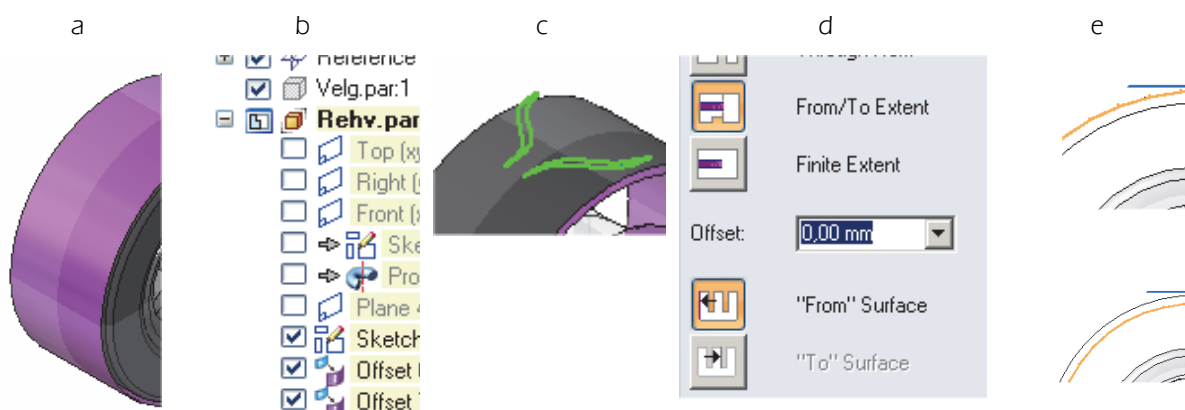 a b c d e
Reference
Velg.par:1
Rehv.par
Top (xy
Right (
Front (x
Ske
Pro
Plane 4
Sketch
Offset
Offset
From/To Extent
Finite Extent
Offset: 0,00 mm
"From" Surface
"To" Surface